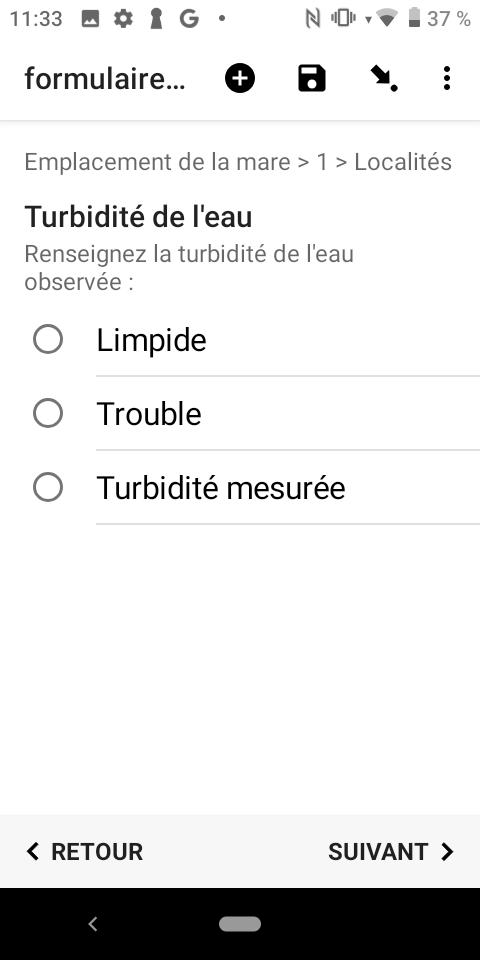 11:33
37 %
formulaire...
Emplacement de la mare > 1 > Localités
Turbidité de l'eau
Renseignez la turbidité de l'eau
observée :
Limpide
Trouble
Turbidité mesurée
RETOUR
SUIVANT